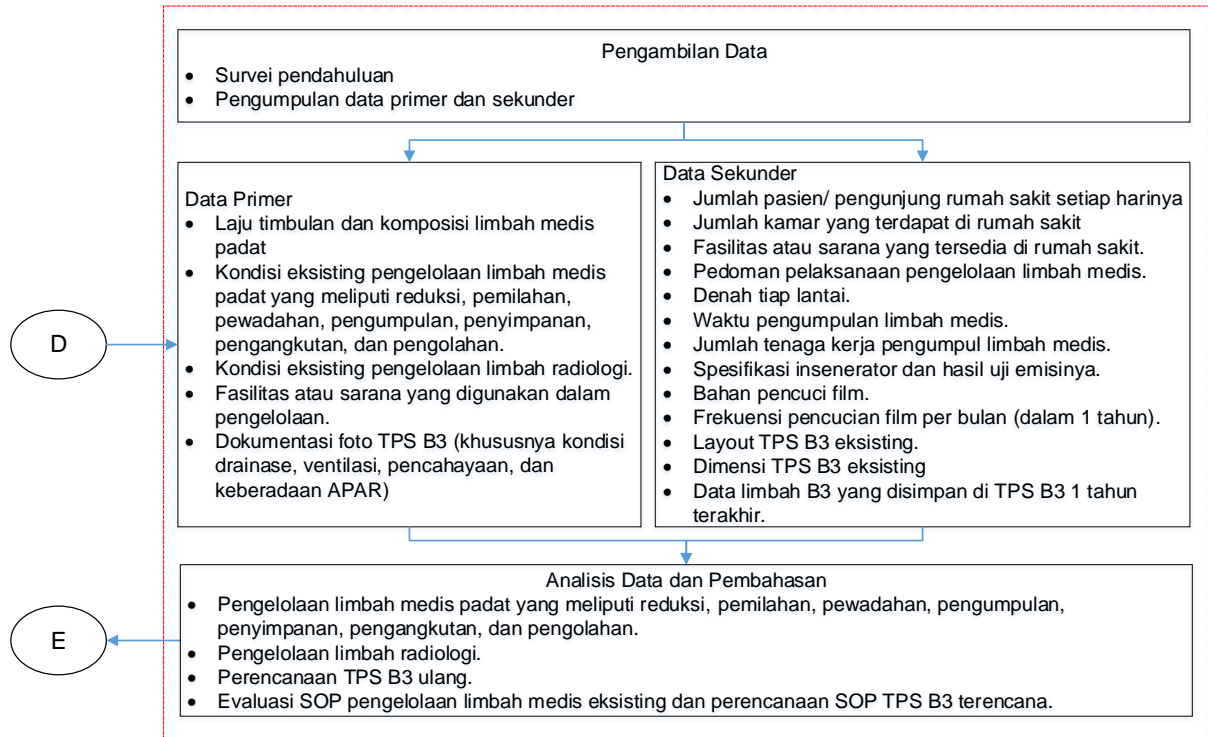 Pengambilan Data
• Survei pendahuluan
• Pengumpulan data primer dan sekunder
Data Primer
• Laju timbulan dan komposisi limbah medis
padat
• Kondisi eksisting pengelolaan limbah medis
padat yang meliputi reduksi, pemilahan,
pewadahan, pengumpulan, penyimpanan,
pengangkutan, dan pengolahan.
• Kondisi eksisting pengelolaan limbah radiologi.
• Fasilitas atau sarana yang digunakan dalam
pengelolaan.
• Dokumentasi foto TPS B3 (khususnya kondisi
drainase, ventilasi, pencahayaan, dan
keberadaan APAR)
Data Sekunder
• Jumlah pasien/ pengunjung rumah sakit setiap harinya
• Jumlah kamar yang terdapat di rumah sakit
• Fasilitas atau sarana yang tersedia di rumah sakit.
• Pedoman pelaksanaan pengelolaan limbah medis.
• Denah tiap lantai.
• Waktu pengumpulan limbah medis.
• Jumlah tenaga kerja pengumpul limbah medis.
• Spesifikasi insenerator dan hasil uji emisinya.
• Bahan pencuci film.
• Frekuensi pencucian film per bulan (dalam 1 tahun).
• Layout TPS B3 eksisting.
• Dimensi TPS B3 eksisting
• Data limbah B3 yang disimpan di TPS B3 1 tahun
terakhir.
D
Analisis Data dan Pembahasan
• Pengelolaan limbah medis padat yang meliputi reduksi, pemilahan, pewadahan, pengumpulan,
penyimpanan, pengangkutan, dan pengolahan.
• Pengelolaan limbah radiologi.
• Perencanaan TPS B3 ulang.
• Evaluasi SOP pengelolaan limbah medis eksisting dan perencanaan SOP TPS B3 terencana.
E